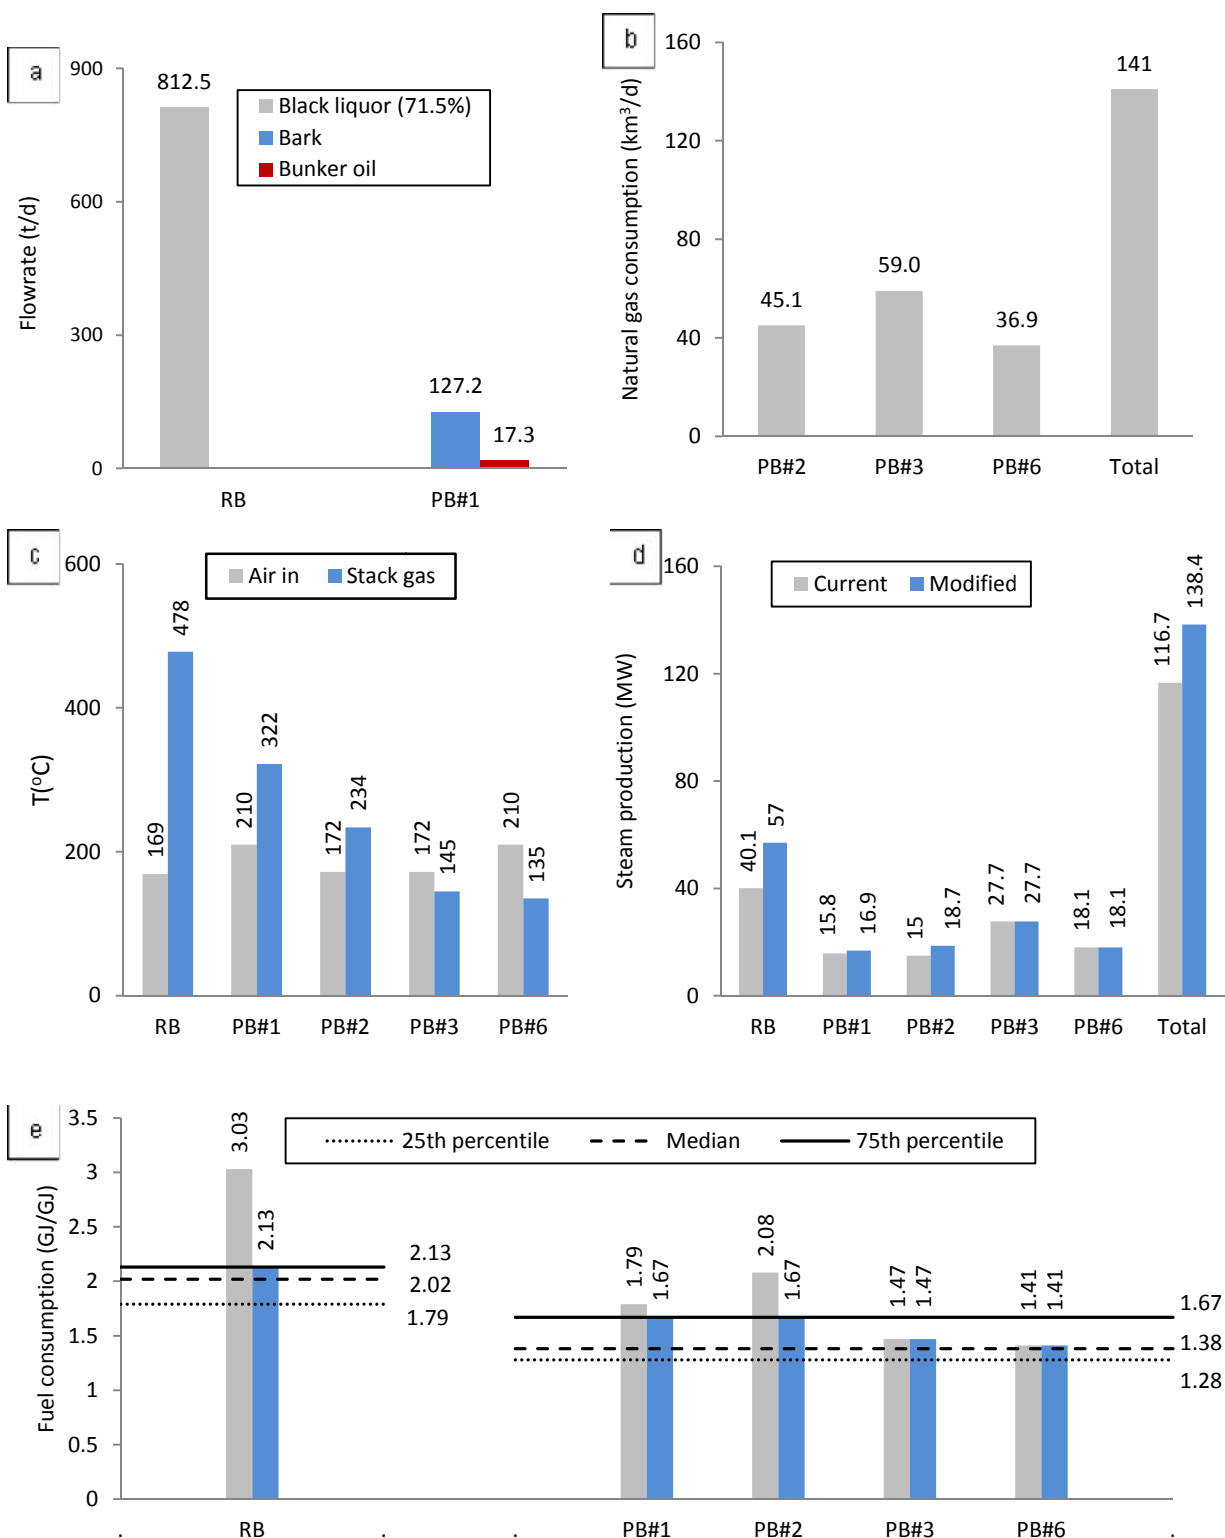 a
Flowrate (t/d)
900
600
300
0
812.5
127.2
17.3
Black liquor (71.5%)
Bark
Bunker oil
RB
PB#1
b
Natural gas consumption (km³/d)
160
120
80
40
0
45.1
59.0
36.9
141
PB#2
PB#3
PB#6
Total
c
T(°C)
600
400
200
0
Air in
Stack gas
169
478
210
322
172
234
172
145
210
135
RB
PB#1
PB#2
PB#3
PB#6
d
Steam production (MW)
160
120
80
40
0
Current
Modified
40.1
57
15.8
16.9
15
18.7
27.7
27.7
18.1
18.1
116.7
138.4
RB
PB#1
PB#2
PB#3
PB#6
Total
e
Fuel consumption (GJ/GJ)
3.5
3
2.5
2
1.5
1
0.5
0
25th percentile
Median
75th percentile
3.03
2.13
2.13
2.02
1.79
1.79
1.67
2.08
1.67
1.47
1.47
1.41
1.41
1.67
1.38
1.28
RB
PB#1
PB#2
PB#3
PB#6